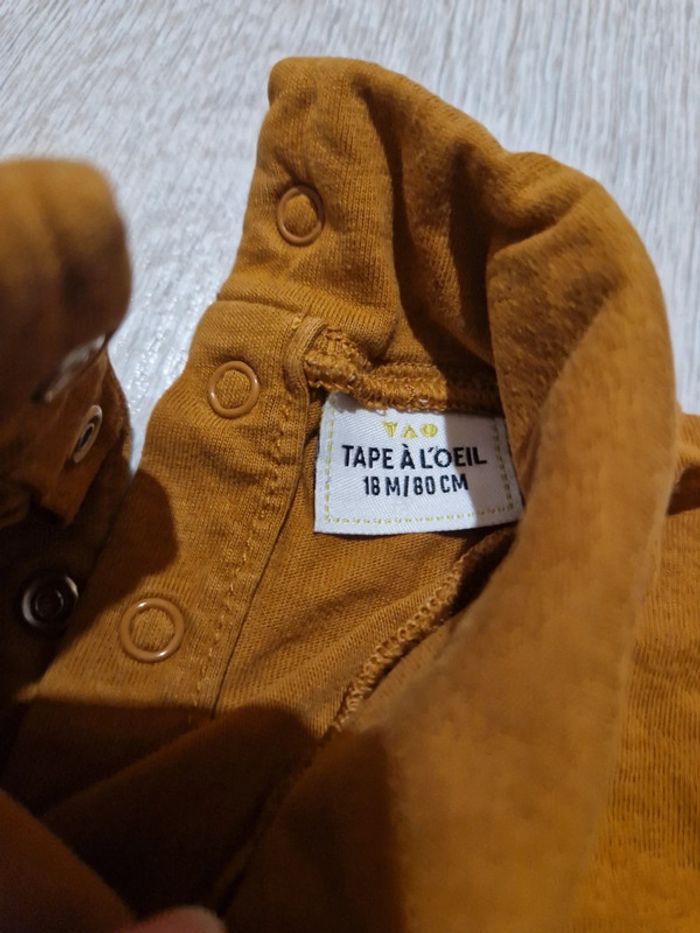 TAO
TAPE À L'OEIL
18 M/80 CM